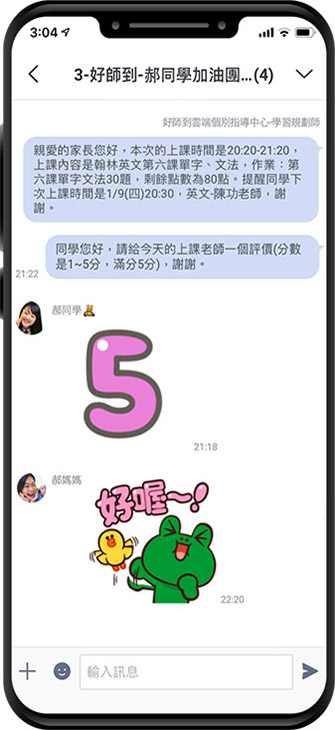 3:04
3-好師到-郝同學加油團...(4)
好師到雲端個別指導中心-學習規劃師
親愛的家長您好，本次的上課時間是20:20-21:20，
上課內容是翰林英文第六課單字、文法，作業：第
六課單字文法30題，剩餘點數為80點。提醒同學下
次上課時間是1/9(四)20:30，英文-陳功老師，謝
謝。
同學您好，請給今天的上課老師一個評價(分數
是1~5分，滿分5分)，謝謝。
21:22
郝同學
5
21:18
郝媽媽
好喔~!
22:20
輸入訊息